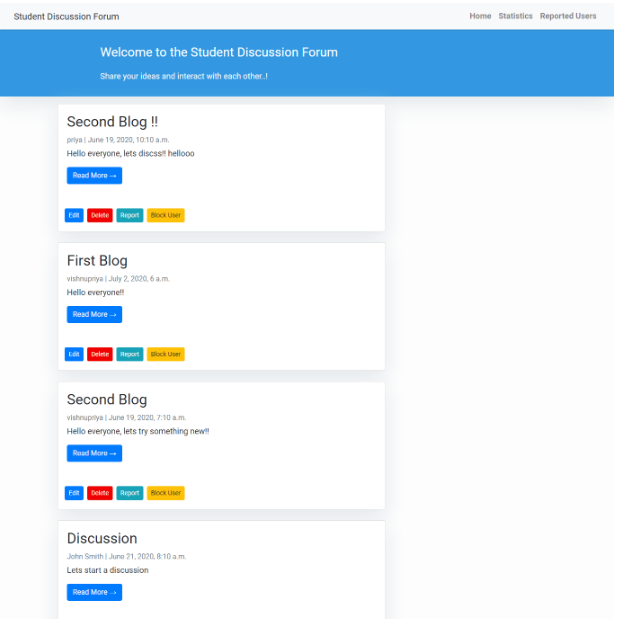 Student Discussion Forum
Home Statistics Reported Users
Welcome to the Student Discussion Forum
Share your ideas and interact with each other..!
Second Blog !!
priya | June 19, 2020, 10:10 a.m.
Hello everyone, lets discss!! hellooo
Read More →
Edit Delete Report Block User
First Blog
vishnupriya | July 2, 2020, 6 a.m.
Hello everyone!!
Read More →
Edit Delete Report Block User
Second Blog
vishnupriya | June 19, 2020, 7:10 a.m.
Hello everyone, lets try something new!!
Read More →
Edit Delete Report Block User
Discussion
John Smith | June 21, 2020, 8:10 a.m.
Lets start a discussion
Read More →